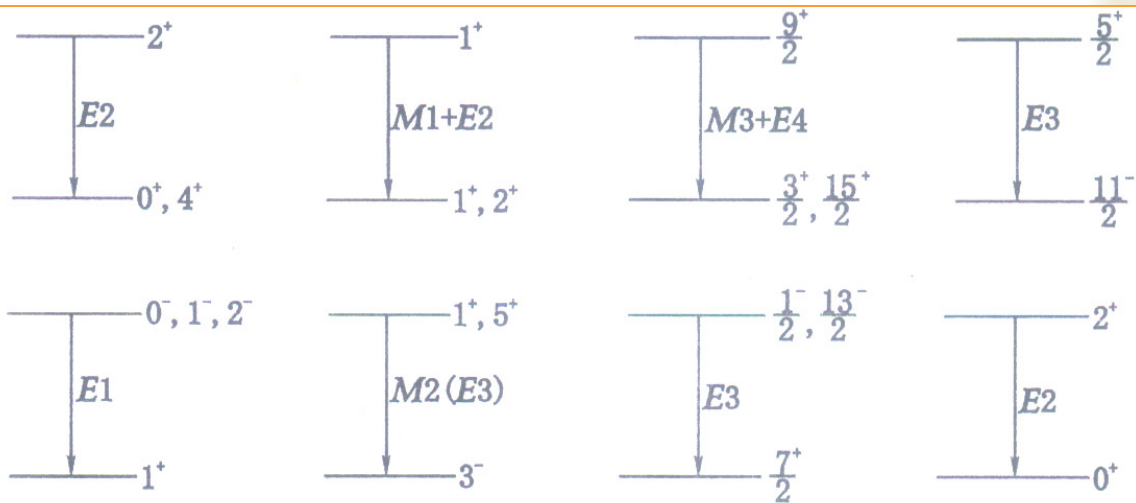 2⁺ 1⁺ 9/2⁺ 5/2⁺
E2 M1+E2 M3+E4 E3
0⁺, 4⁺ 1⁺, 2⁺ 3/2⁺, 15/2⁺ 11/2⁻
0⁻, 1⁻, 2⁻ 1⁺, 5⁺ 1/2⁻, 13/2⁻ 2⁺
E1 M2(E3) E3 E2
1⁺ 3⁻ 7/2⁺ 0⁺